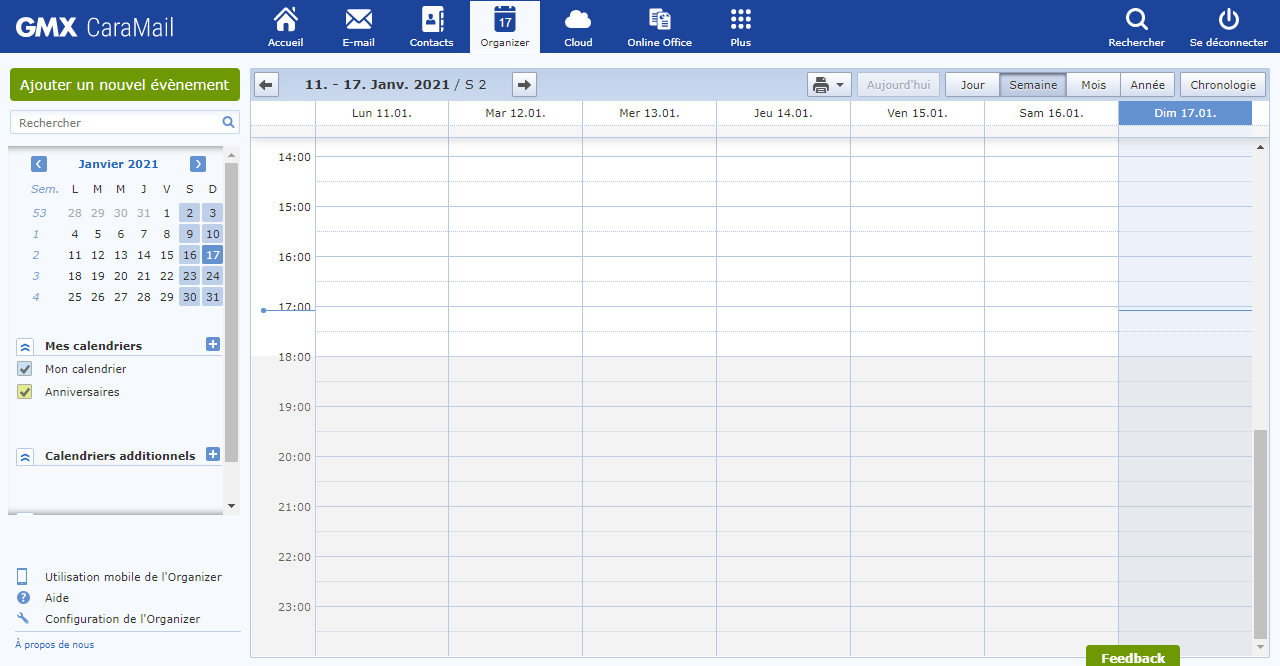 GMX CaraMail
Accueil
E-mail
Contacts
17
Organizer
Cloud
Online Office
Plus
Rechercher
Se déconnecter
Ajouter un nouvel évènement
Rechercher
Janvier 2021
Sem. L M M J V S D
53 28 29 30 31 1 2 3
1 4 5 6 7 8 9 10
2 11 12 13 14 15 16 17
3 18 19 20 21 22 23 24
4 25 26 27 28 29 30 31
Mes calendriers
Mon calendrier
Anniversaires
Calendriers additionnels
Utilisation mobile de l'Organizer
Aide
Configuration de l'Organizer
À propos de nous
11. - 17. Janv. 2021 / S 2
Aujourd'hui
Jour
Semaine
Mois
Année
Chronologie
Lun 11.01. Mar 12.01. Mer 13.01. Jeu 14.01. Ven 15.01. Sam 16.01. Dim 17.01.
14:00
15:00
16:00
17:00
18:00
19:00
20:00
21:00
22:00
23:00
Feedback